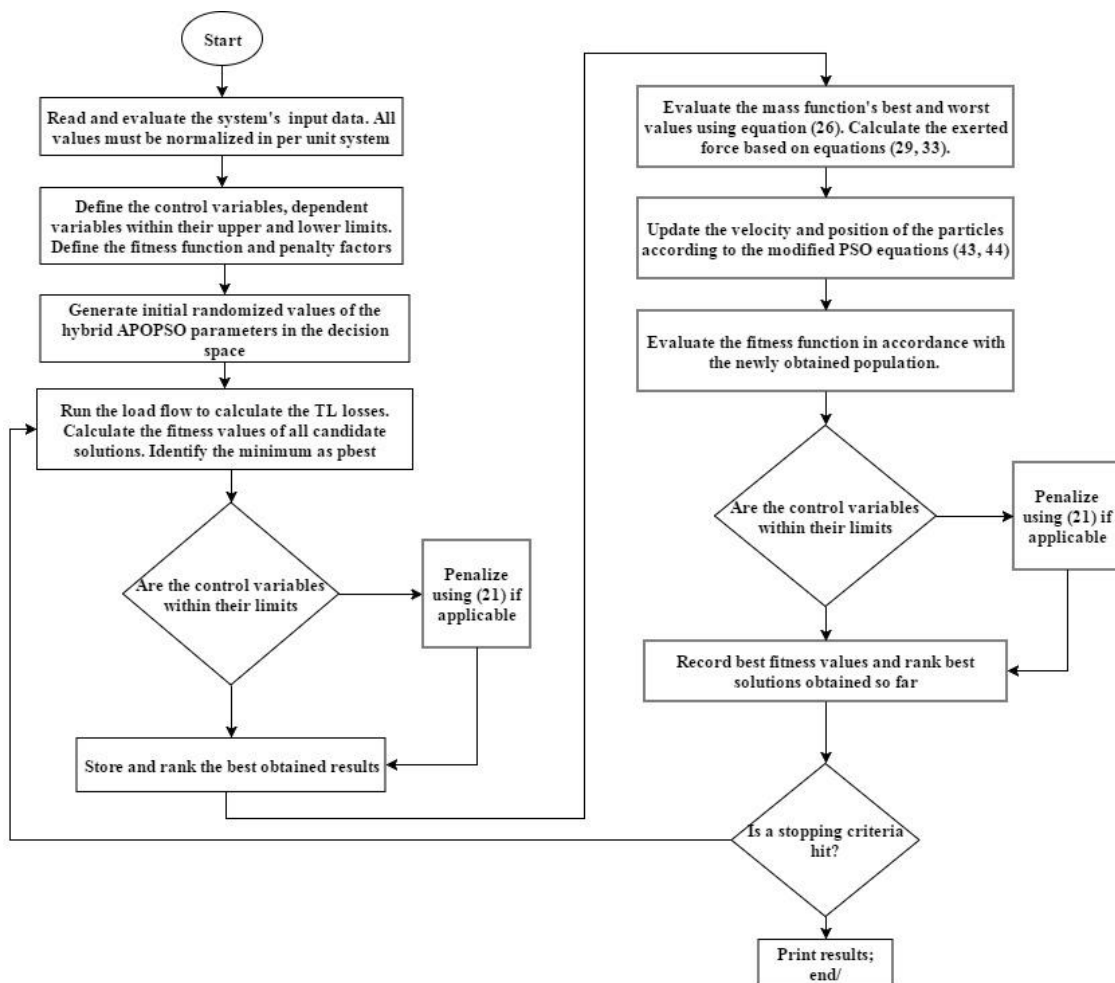 Start
Read and evaluate the system's input data. All
values must be normalized in per unit system
Define the control variables, dependent
variables within their upper and lower limits.
Define the fitness function and penalty factors
Generate initial randomized values of the
hybrid APOPSO parameters in the decision
space
Run the load flow to calculate the TL losses.
Calculate the fitness values of all candidate
solutions. Identify the minimum as pbest
Are the control variables
within their limits
Penalize
using (21) if
applicable
Store and rank the best obtained results
Evaluate the mass function's best and worst
values using equation (26). Calculate the exerted
force based on equations (29, 33).
Update the velocity and position of the particles
according to the modified PSO equations (43, 44)
Evaluate the fitness function in accordance with
the newly obtained population.
Are the control variables
within their limits
Penalize
using (21) if
applicable
Record best fitness values and rank best
solutions obtained so far
Is a stopping criteria
hit?
Print results;
end/